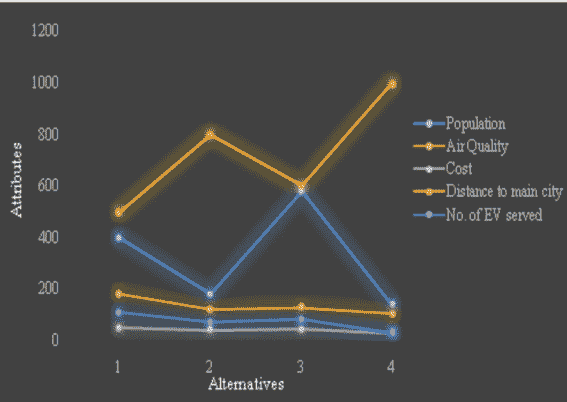 1200
1000
800
600
400
200
0
Attributes
1 2 3 4
Alternatives
Population
Air Quality
Cost
Distance to main city
No. of EV served